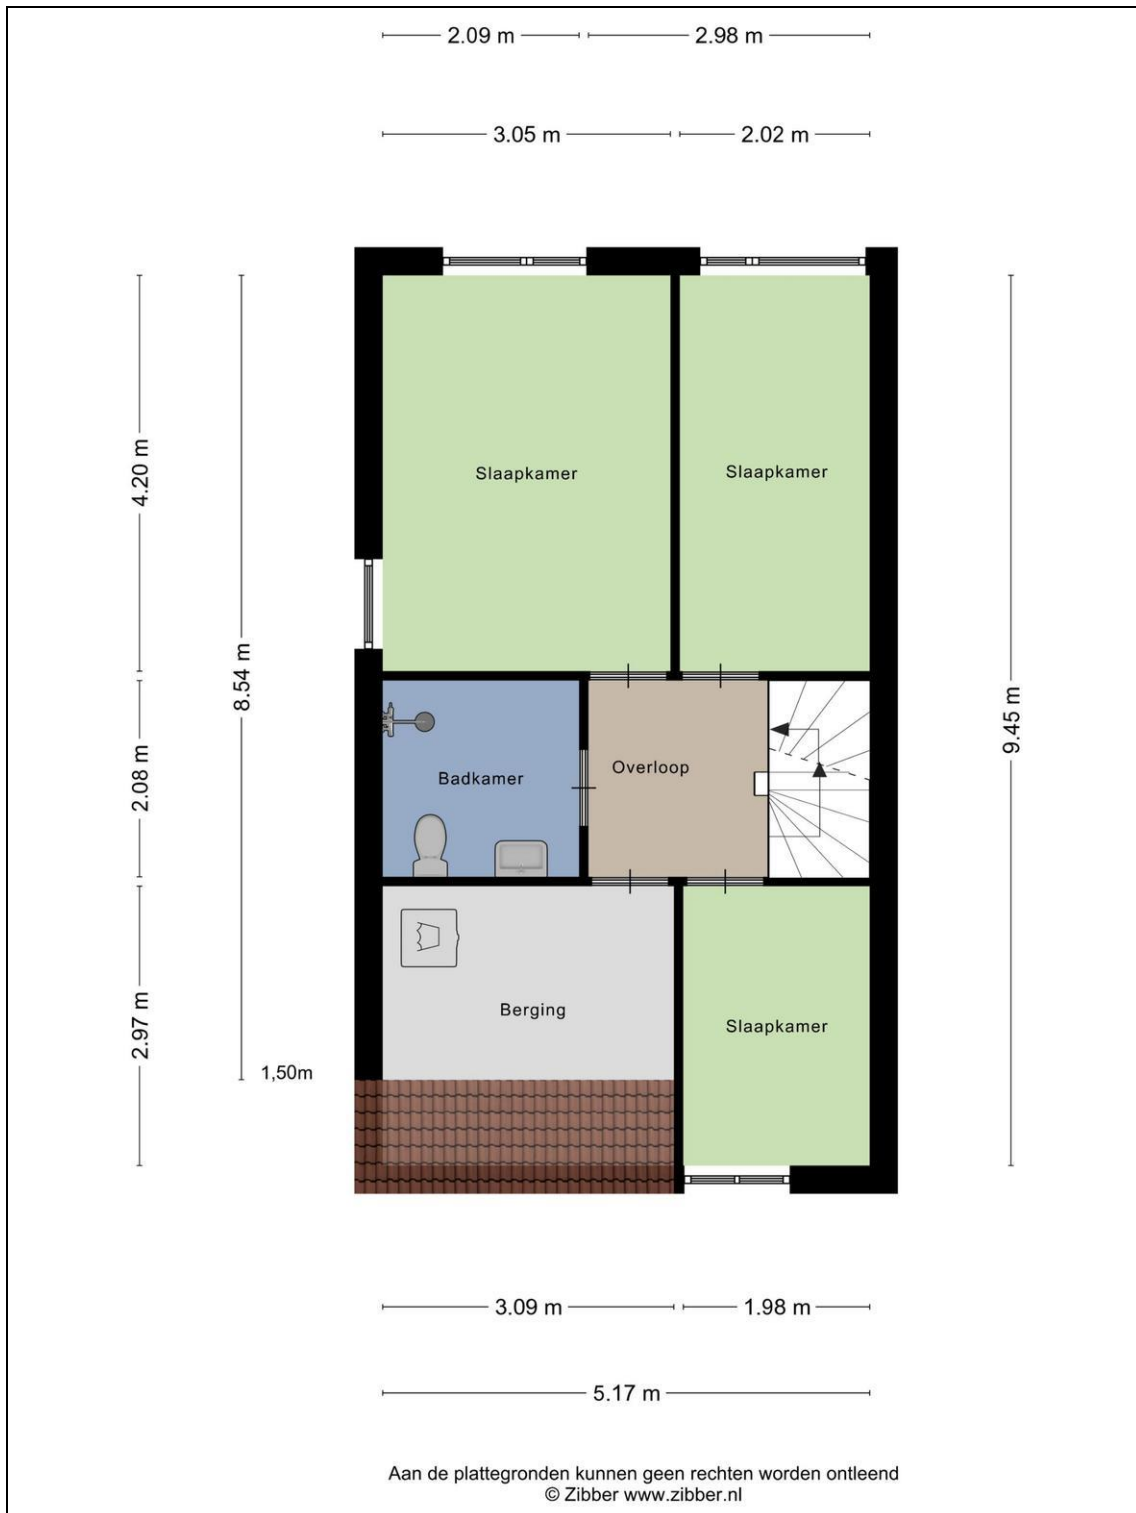 2.09 m
2.98 m
3.05 m
2.02 m
Slaapkamer
Slaapkamer
4.20 m
8.54 m
9.45 m
Overloop
Badkamer
2.08 m
Berging
Slaapkamer
2.97 m
1,50m
3.09 m
1.98 m
5.17 m
Aan de plattegronden kunnen geen rechten worden ontleend
© Zibber www.zibber.nl